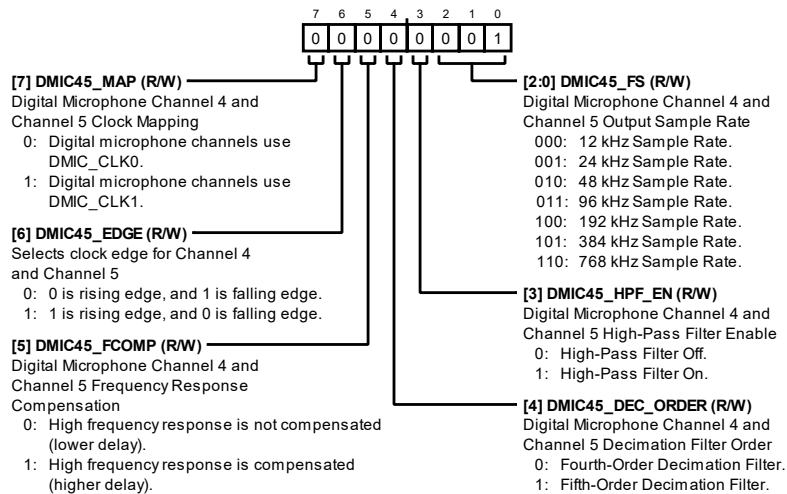 7 6 5 4 3 2 1 0
0 0 0 0 0 0 0 1
[7] DMIC45_MAP (R/W)
Digital Microphone Channel 4 and
Channel 5 Clock Mapping
0: Digital microphone channels use
DMIC_CLK0.
1: Digital microphone channels use
DMIC_CLK1.
[6] DMIC45_EDGE (R/W)
Selects clock edge for Channel 4
and Channel 5
0: 0 is rising edge, and 1 is falling edge.
1: 1 is rising edge, and 0 is falling edge.
[5] DMIC45_FCOMP (R/W)
Digital Microphone Channel 4 and
Channel 5 Frequency Response
Compensation
0: High frequency response is not compensated
(lower delay).
1: High frequency response is compensated
(higher delay).
[2:0] DMIC45_FS (R/W)
Digital Microphone Channel 4 and
Channel 5 Output Sample Rate
000: 12 kHz Sample Rate.
001: 24 kHz Sample Rate.
010: 48 kHz Sample Rate.
011: 96 kHz Sample Rate.
100: 192 kHz Sample Rate.
101: 384 kHz Sample Rate.
110: 768 kHz Sample Rate.
[3] DMIC45_HPF_EN (R/W)
Digital Microphone Channel 4 and
Channel 5 High-Pass Filter Enable
0: High-Pass Filter Off.
1: High-Pass Filter On.
[4] DMIC45_DEC_ORDER (R/W)
Digital Microphone Channel 4 and
Channel 5 Decimation Filter Order
0: Fourth-Order Decimation Filter.
1: Fifth-Order Decimation Filter.